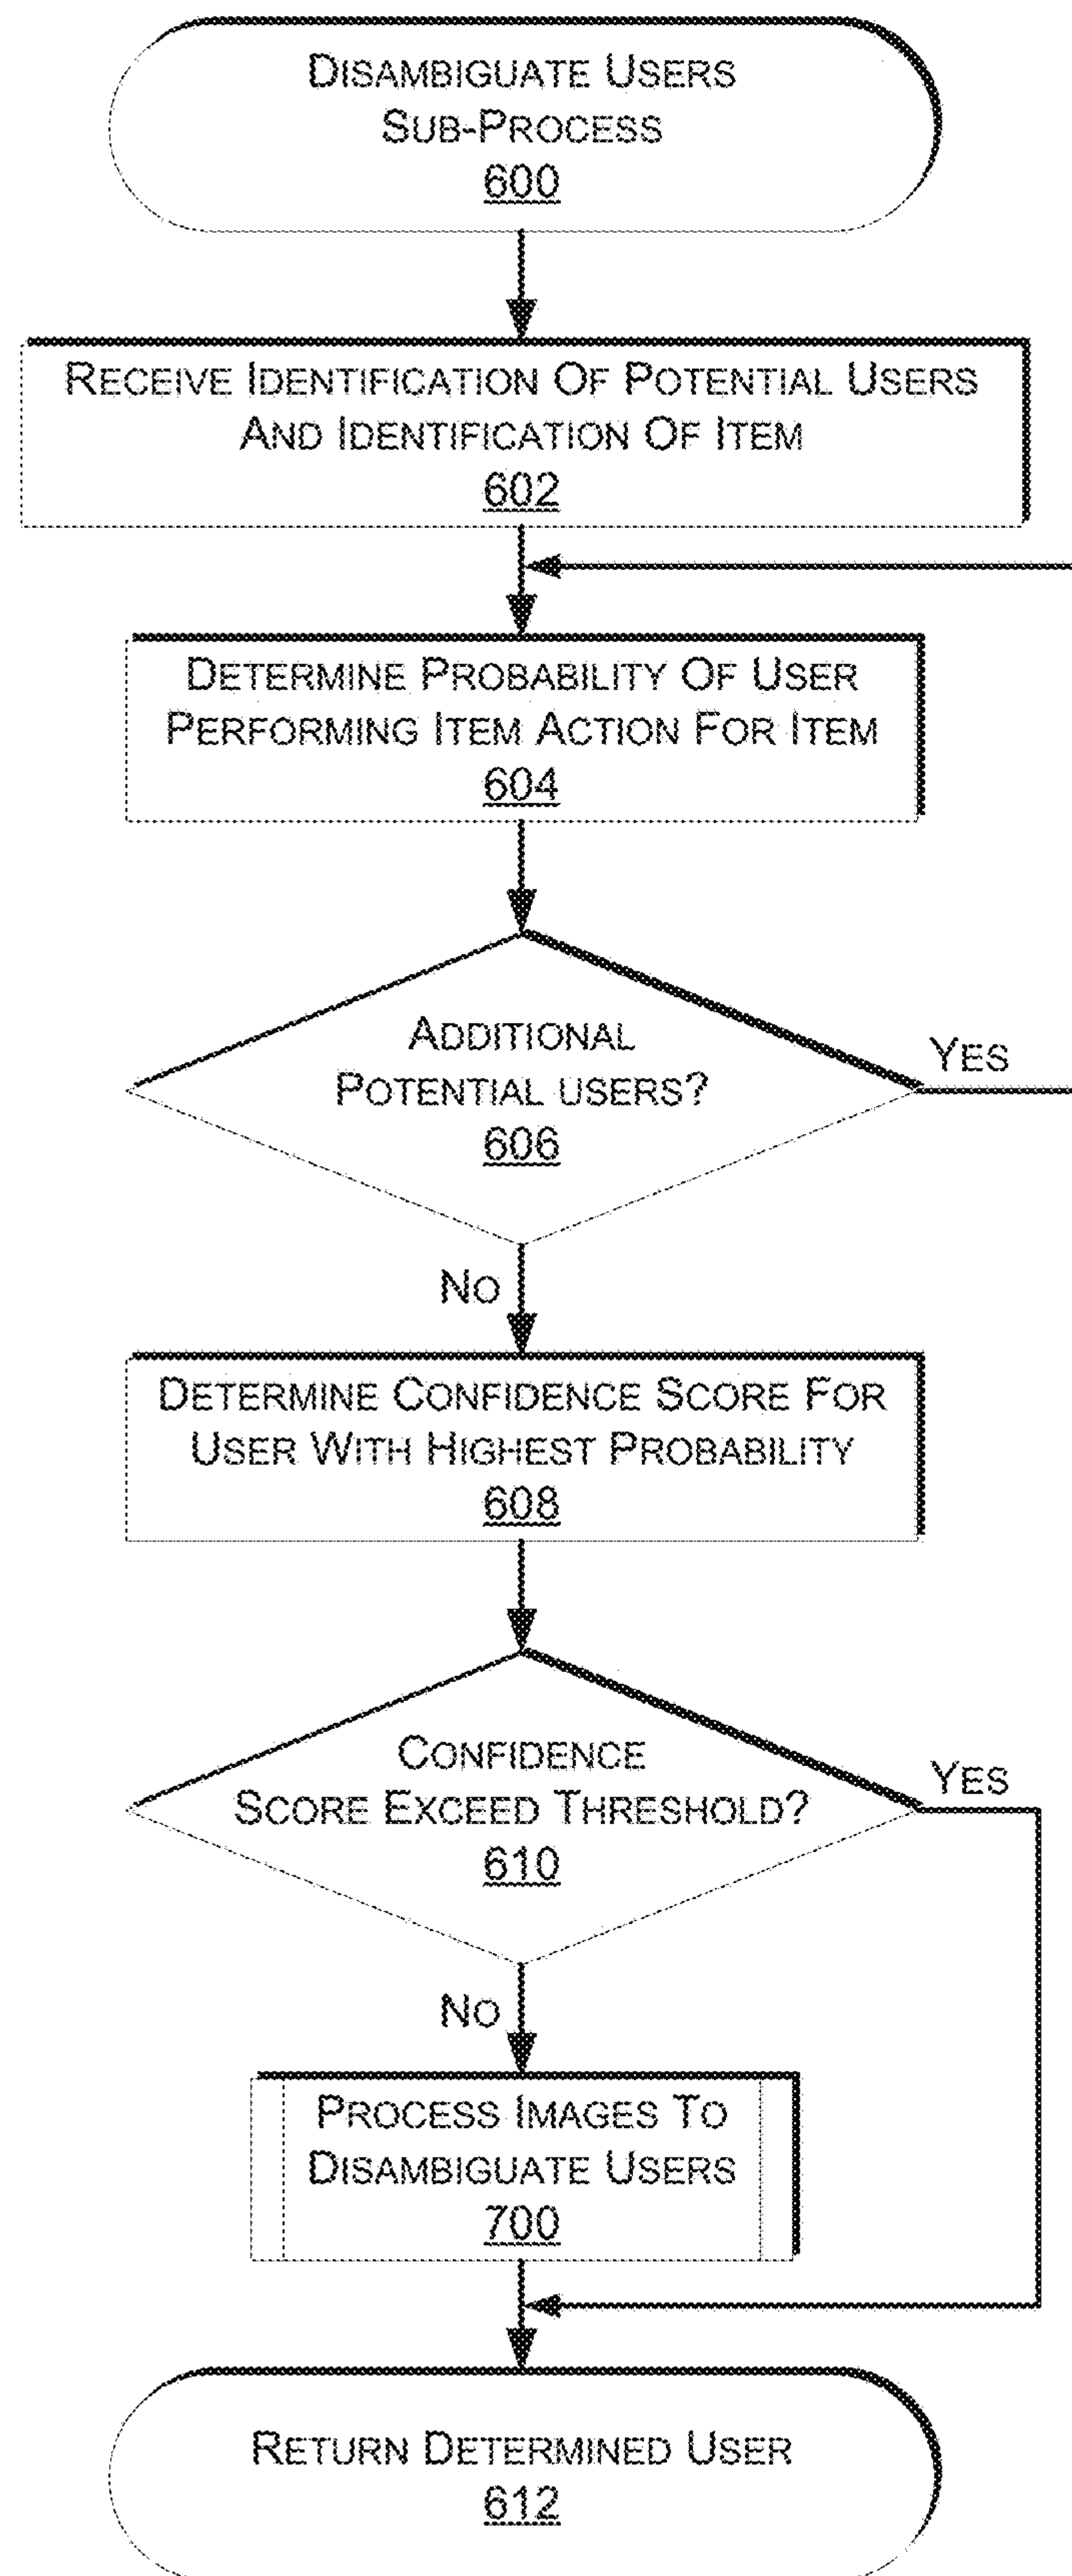 DISAMBIGUATE USERS
SUB-PROCESS
600
RECEIVE IDENTIFICATION OF POTENTIAL USERS
AND IDENTIFICATION OF ITEM
602
DETERMINE PROBABILITY OF USER
PERFORMING ITEM ACTION FOR ITEM
604
ADDITIONAL
POTENTIAL USERS?
606
YES
NO
DETERMINE CONFIDENCE SCORE FOR
USER WITH HIGHEST PROBABILITY
608
CONFIDENCE
SCORE EXCEED THRESHOLD?
610
YES
NO
PROCESS IMAGES TO
DISAMBIGUATE USERS
700
RETURN DETERMINED USER
612